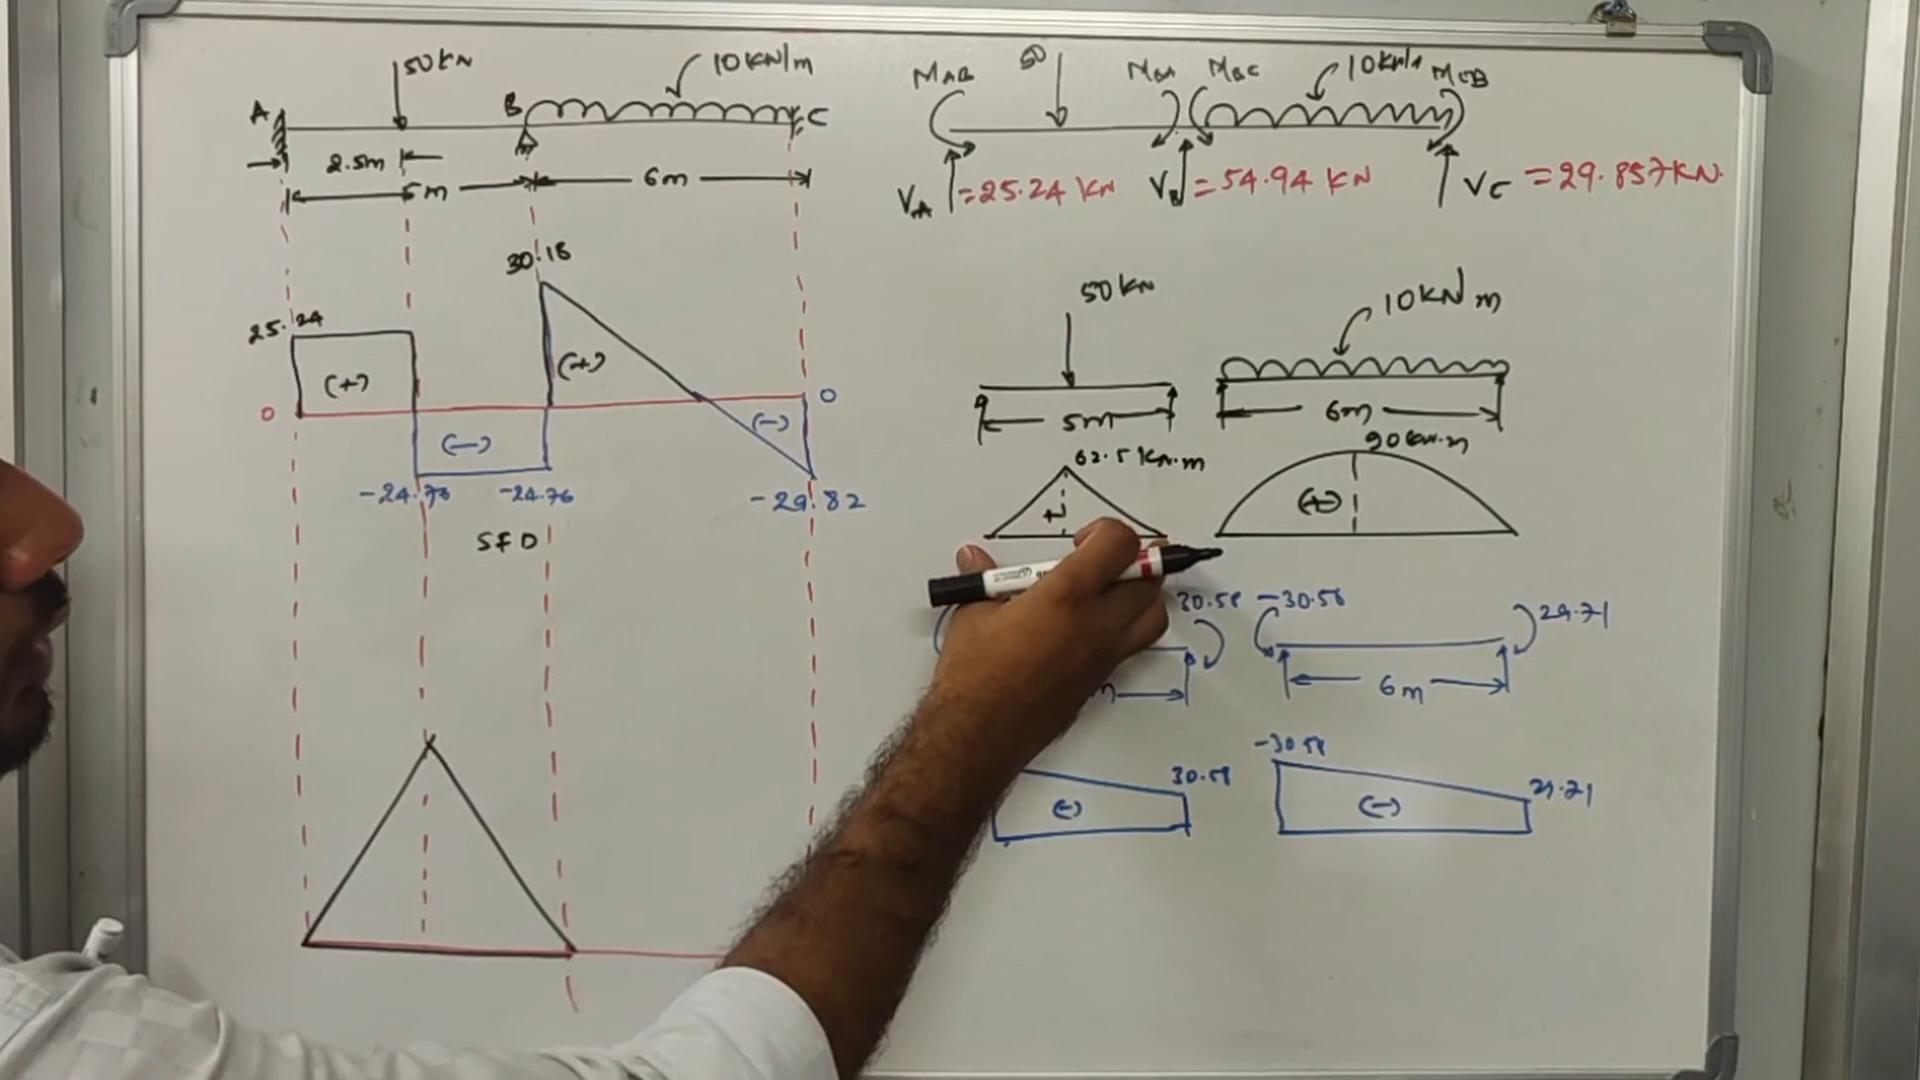 50KN
10KN/m
A
B
C
2.5m
5m
6m
MAB
50
MBA
MBC
10KN/m
MCB
VA =25.24 KN
VB =54.94 KN
VC =29.857KN.
30.18
25.24
(+)
(+)
0
0
(-)
(-)
-24.76
-24.76
-29.82
SFD
50KN
10KN/m
5m
6m
62.5 KN.m
90KN.m
+
(+)
30.58
-30.58
29.71
m
6m
30.58
-30.58
29.71
(-)
(-)